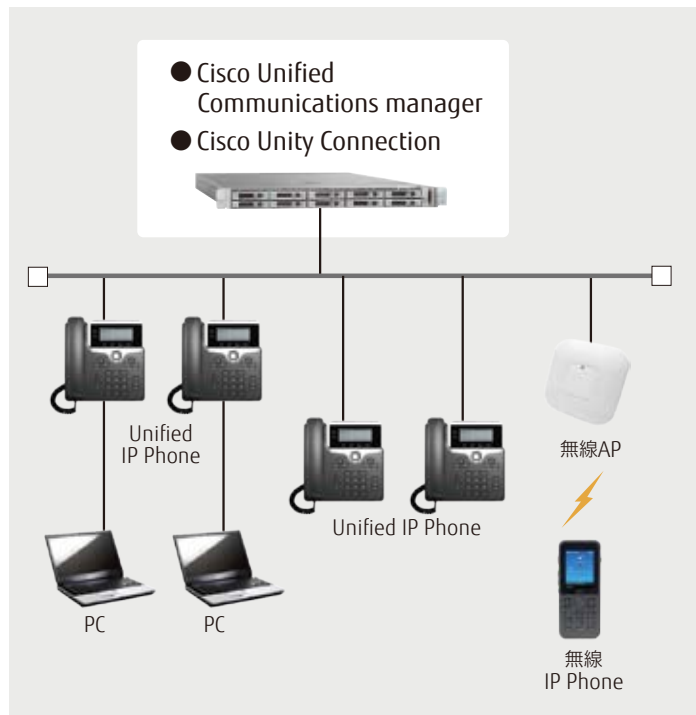 ● Cisco Unified
Communications manager
● Cisco Unity Connection
Unified
IP Phone
Unified IP Phone
無線AP
PC
PC
無線
IP Phone